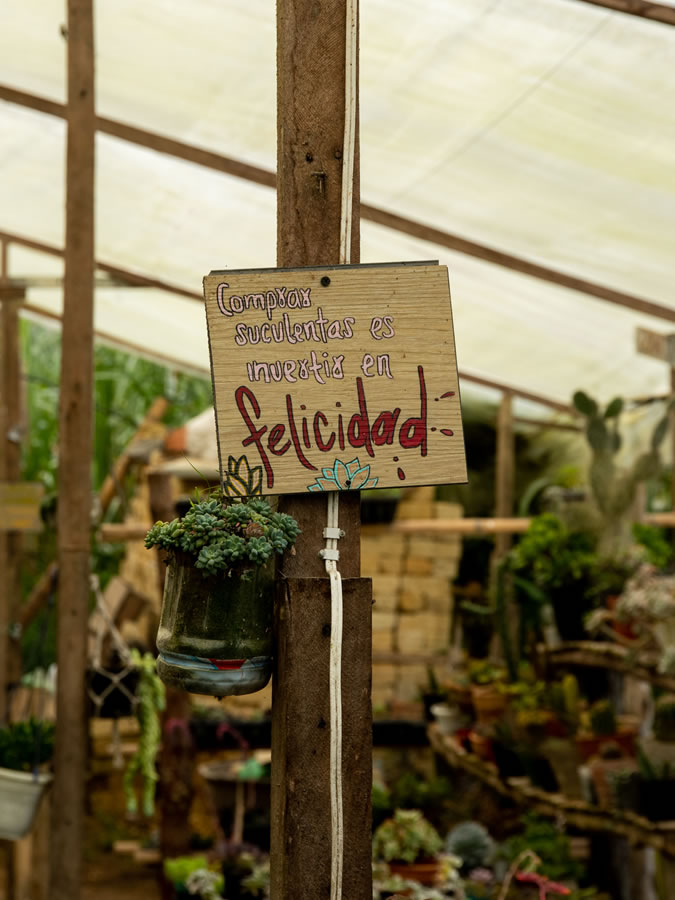 Comprar
suculentas es
invertir en
felicidad